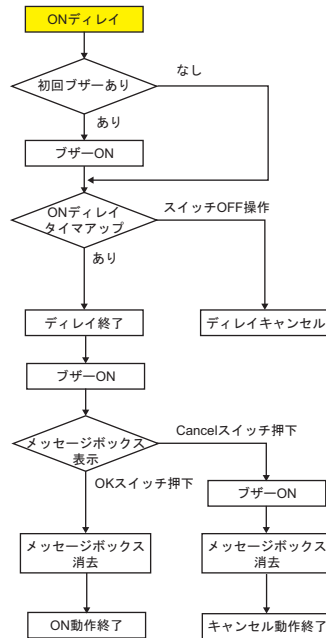 ONディレイ
初回ブザーあり
なし
あり
ブザーON
ONディレイ
タイマアップ
スイッチOFF操作
あり
ディレイ終了
ディレイキャンセル
ブザーON
メッセージボックス
表示
Cancelスイッチ押下
OKスイッチ押下
ブザーON
メッセージボックス
消去
メッセージボックス
消去
ON動作終了
キャンセル動作終了